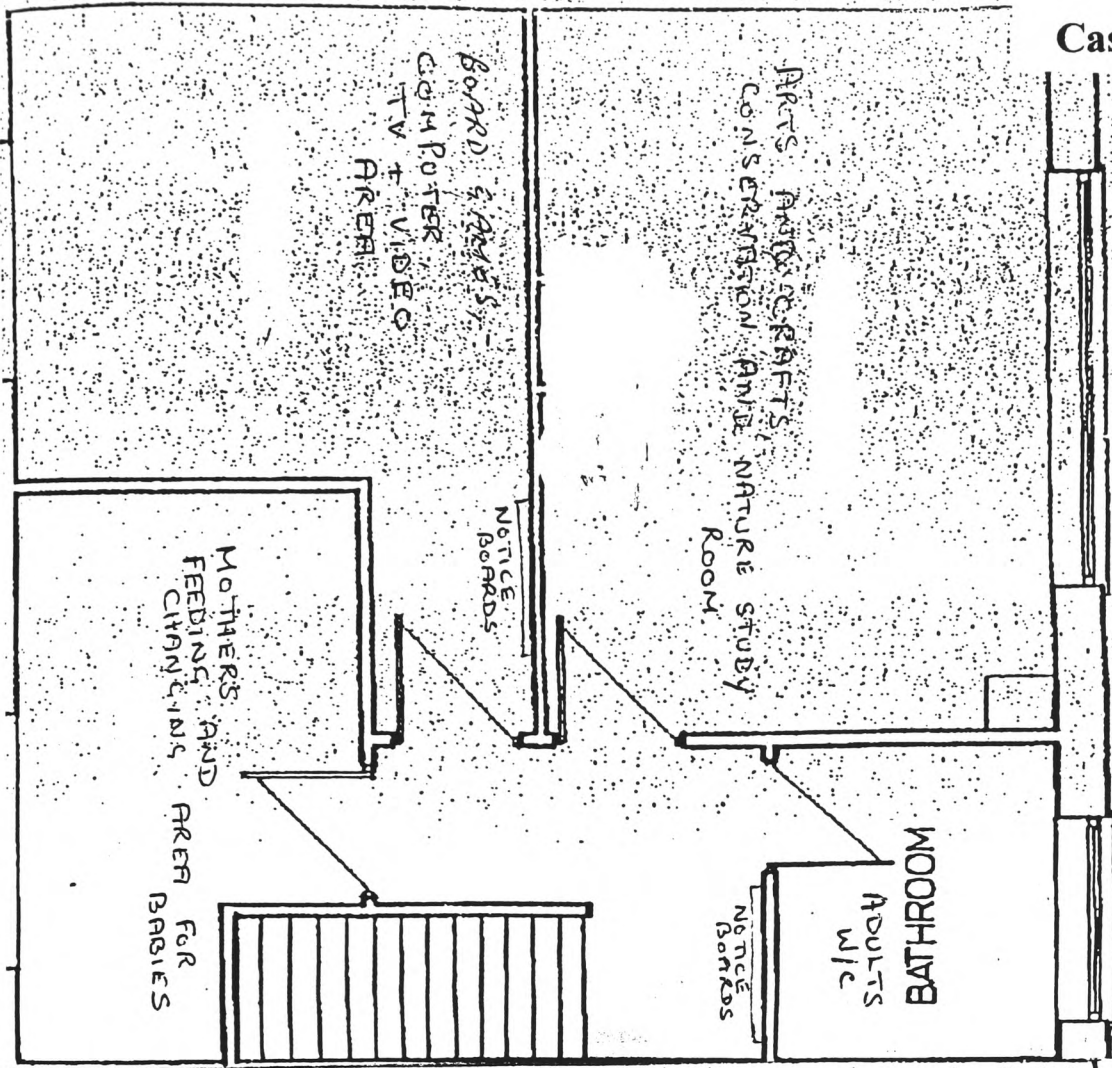 Cas
BOARD GAMES,
COMPUTER
TV + VIDEO
AREA
ARTS AND CRAFTS,
CONSERVATION AND NATURE STUDY
ROOM
NOTICE
BOARDS
MOTHERS AND
FEEDING
CHANGING AREA FOR
BABIES
NOTICE
BOARDS
BATHROOM
ADULTS
W/C